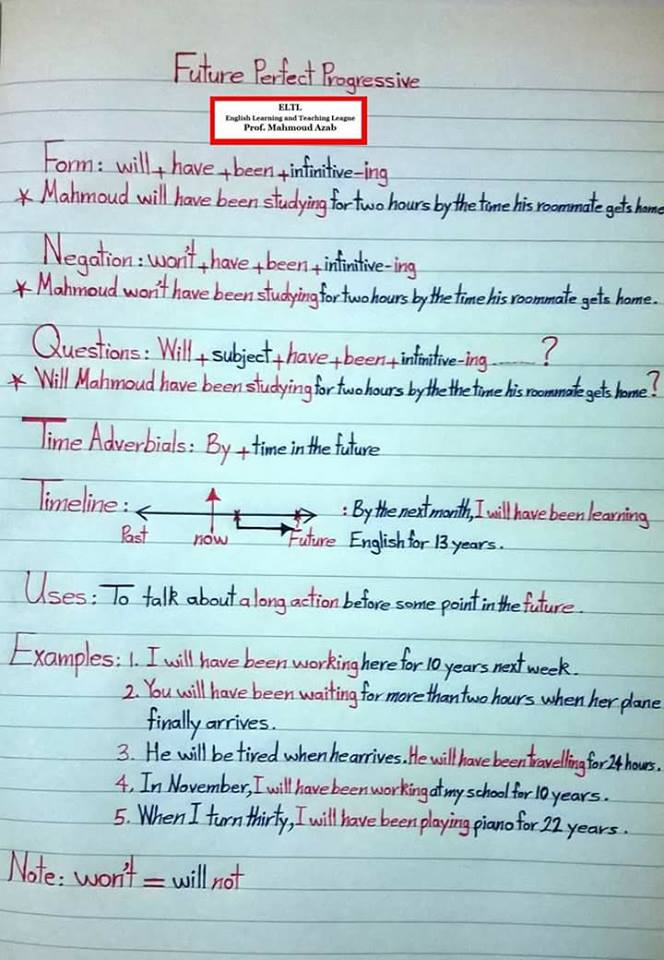 Future Perfect Progressive
ELTL
English Learning and Teaching League
Prof. Mahmoud Azab
Form: will + have + been + infinitive-ing
* Mahmoud will have been studying for two hours by the time his roommate gets home
Negation: won't + have + been + infinitive-ing
* Mahmoud won't have been studying for two hours by the time his roommate gets home.
Questions: Will + subject + have + been + infinitive-ing ........ ?
* Will Mahmoud have been studying for two hours by the the time his roommate gets home?
Time Adverbials: By + time in the future
Timeline: : By the next month, I will have been learning
Past now Future English for 13 years.
Uses: To talk about a long action before some point in the future.
Examples: 1. I will have been working here for 10 years next week.
2. You will have been waiting for more than two hours when her plane
finally arrives.
3. He will be tired when he arrives. He will have been travelling for 24 hours.
4. In November, I will have been working at my school for 10 years.
5. When I turn thirty, I will have been playing piano for 22 years.
Note: won't = will not